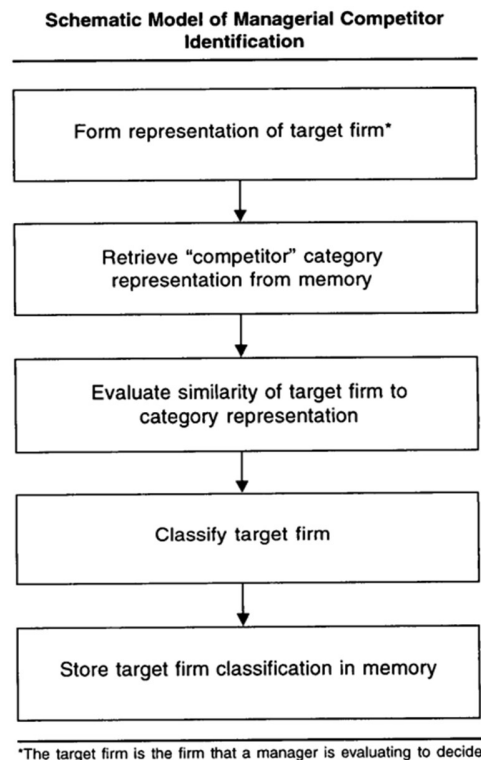 Schematic Model of Managerial Competitor
Identification
Form representation of target firm*
Retrieve “competitor” category
representation from memory
Evaluate similarity of target firm to
category representation
Classify target firm
Store target firm classification in memory
*The target firm is the firm that a manager is evaluating to decide